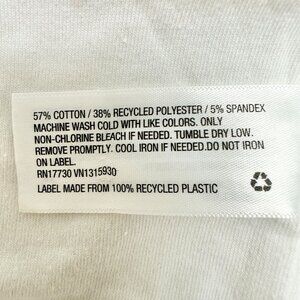 57% COTTON / 38% RECYCLED POLYESTER / 5% SPANDEX
MACHINE WASH COLD WITH LIKE COLORS. ONLY
NON-CHLORINE BLEACH IF NEEDED. TUMBLE DRY LOW.
REMOVE PROMPTLY. COOL IRON IF NEEDED.DO NOT IRON
ON LABEL.
RN17730 VN1315930
LABEL MADE FROM 100% RECYCLED PLASTIC